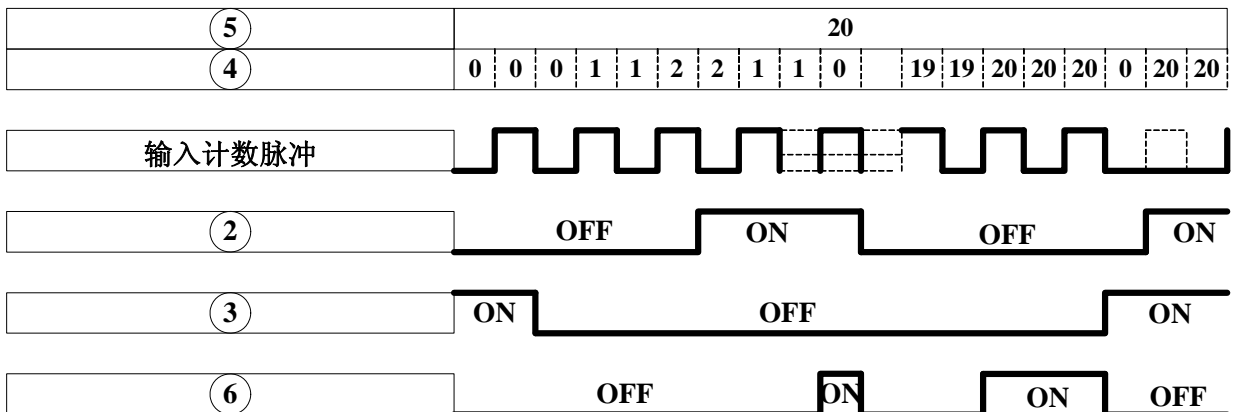 ⑤ 20
④ 0 0 0 1 1 2 2 1 1 0 19 19 20 20 20 0 20 20
输入计数脉冲
② OFF ON OFF ON
③ ON OFF ON
⑥ OFF ON ON OFF